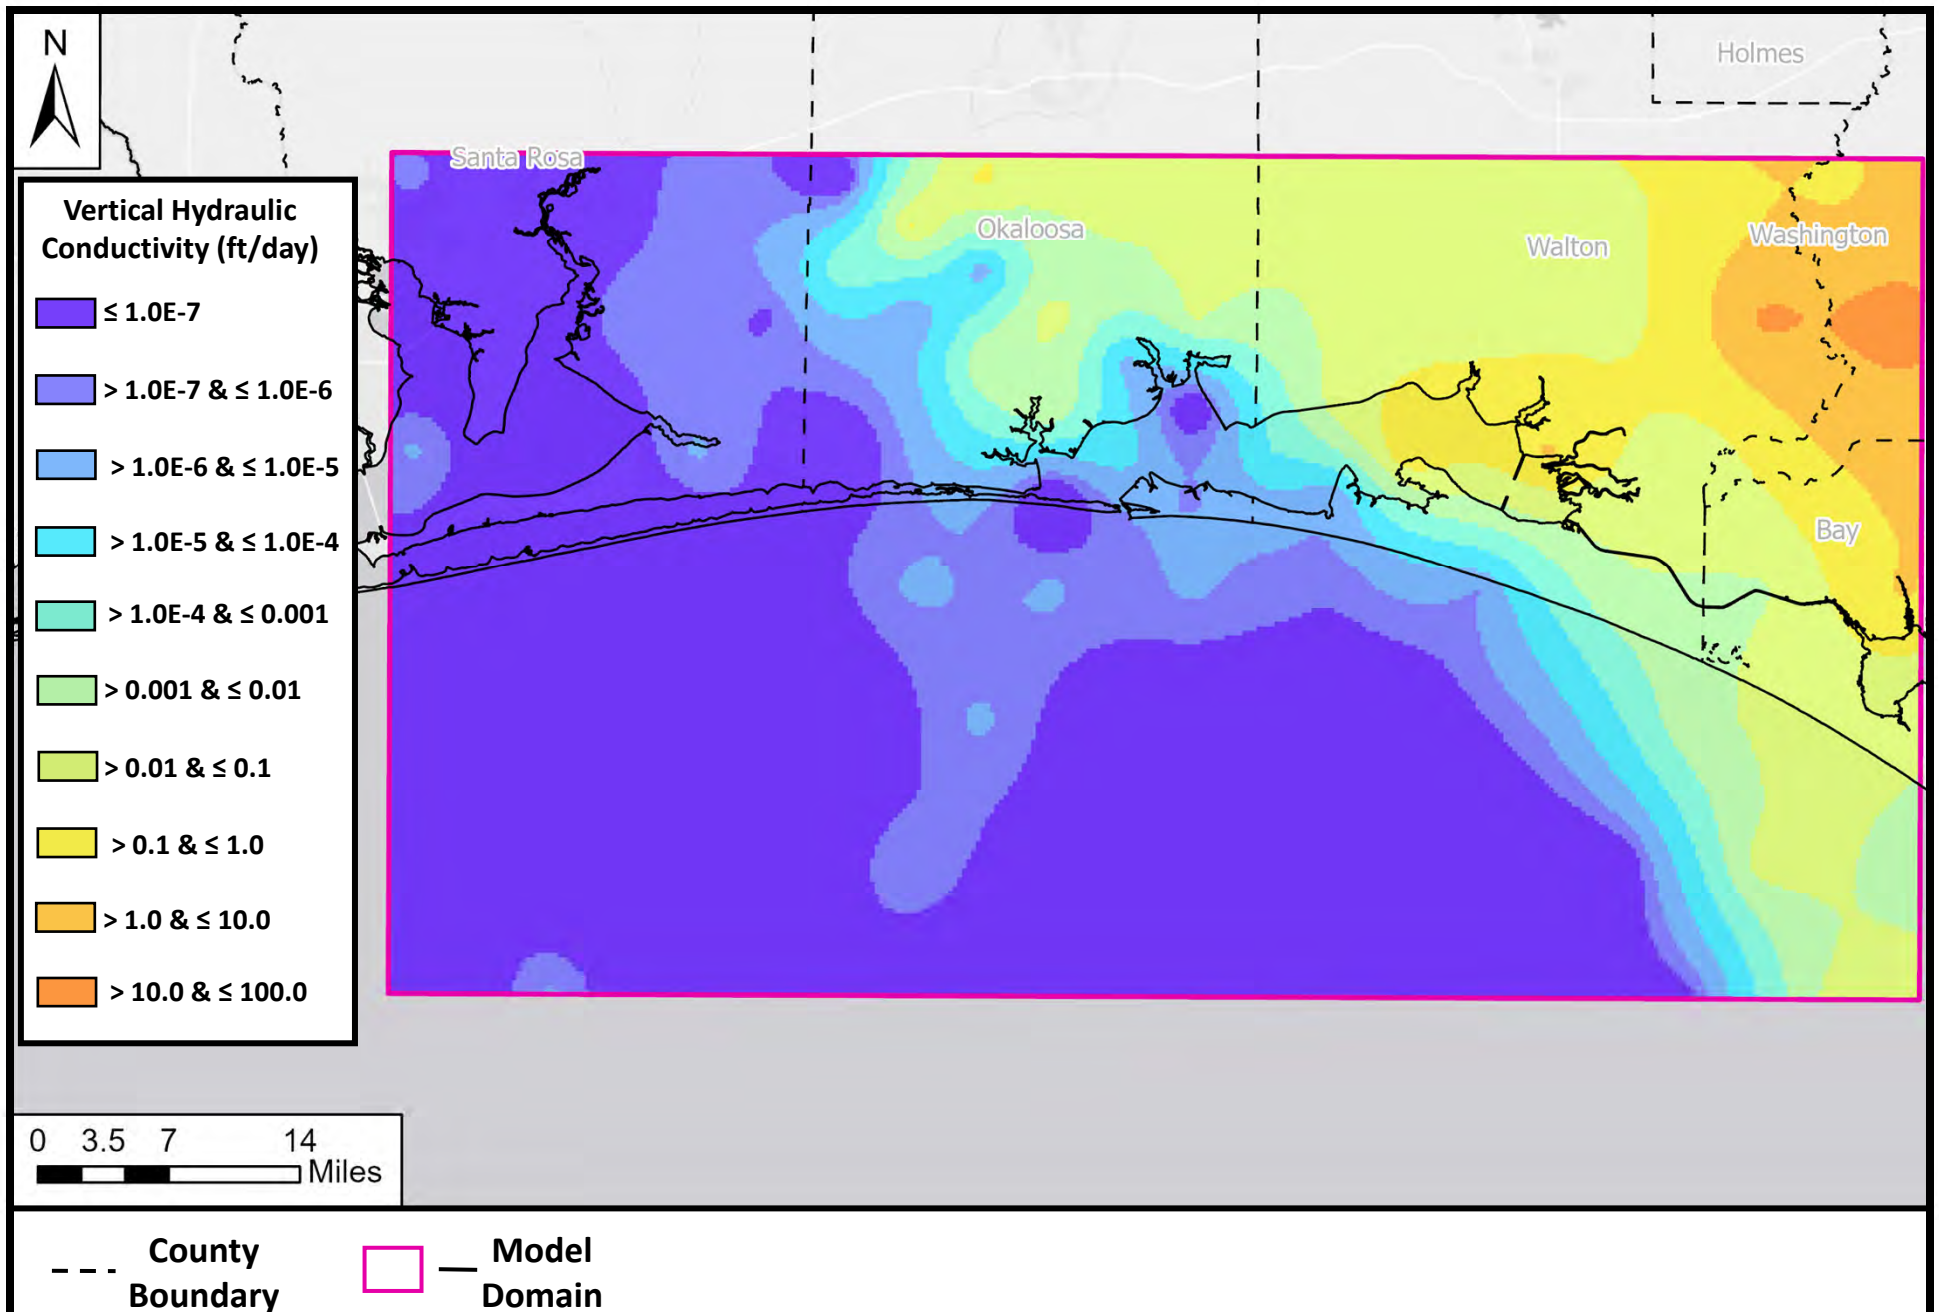 N
Holmes
Santa Rosa
Okaloosa
Walton
Washington
Bay
Vertical Hydraulic
Conductivity (ft/day)
≤ 1.0E-7
> 1.0E-7 & ≤ 1.0E-6
> 1.0E-6 & ≤ 1.0E-5
> 1.0E-5 & ≤ 1.0E-4
> 1.0E-4 & ≤ 0.001
> 0.001 & ≤ 0.01
> 0.01 & ≤ 0.1
> 0.1 & ≤ 1.0
> 1.0 & ≤ 10.0
> 10.0 & ≤ 100.0
0 3.5 7 14
Miles
County
Boundary
Model
Domain